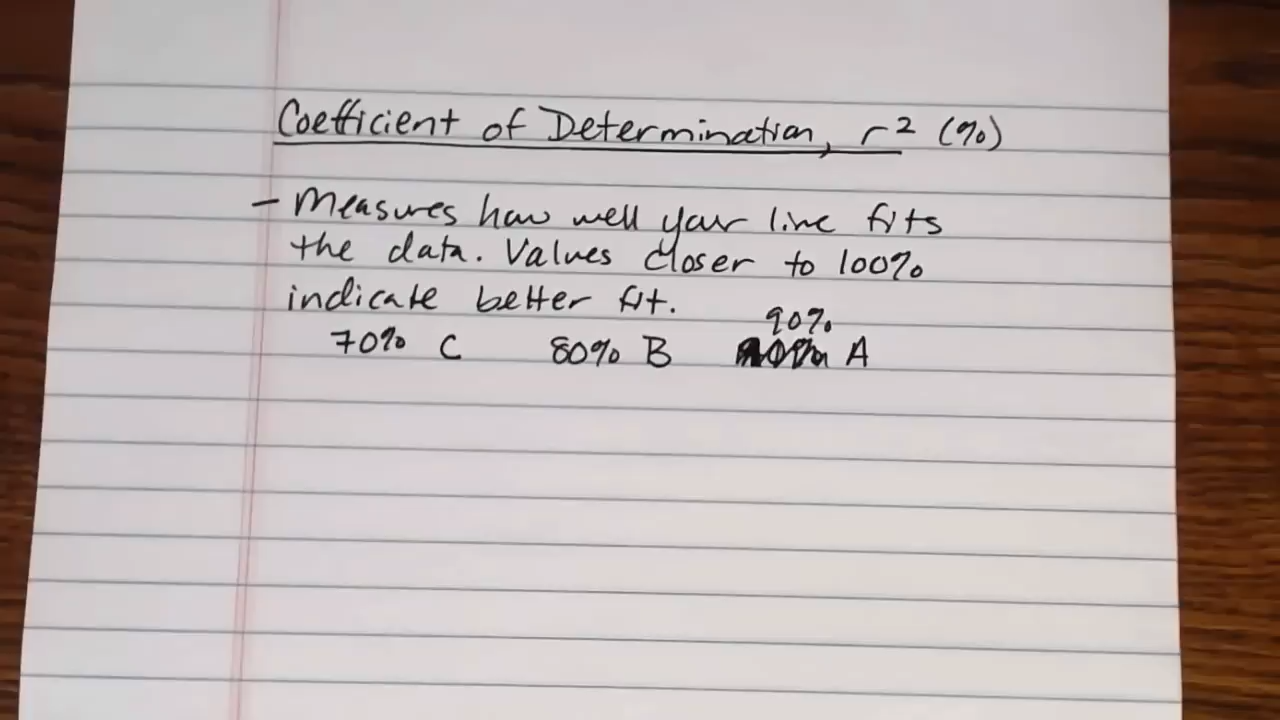 Coefficient of Determination, r² (%)
- Measures how well your line fits
the data. Values closer to 100%
indicate better fit.
90%
70% C 80% B A